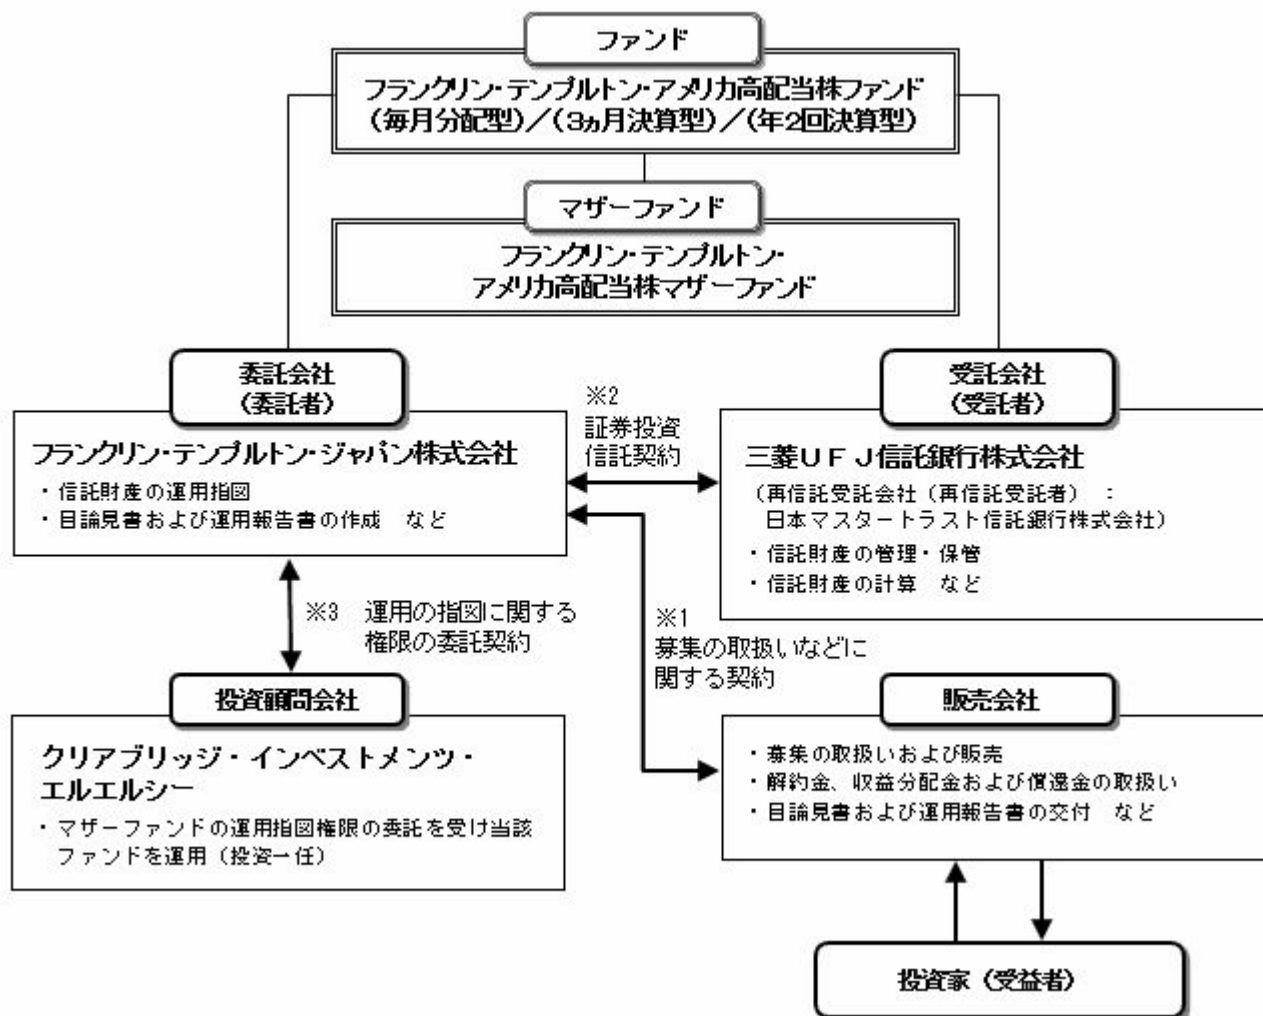 ファンド
フランクリン・テンプルトン・アメリカ高配当株ファンド
(毎月分配型)/(3ヵ月決算型)/(年2回決算型)
マザーファンド
フランクリン・テンプルトン・
アメリカ高配当株マザーファンド
委託会社
(委託者)
フランクリン・テンプルトン・ジャパン株式会社
・信託財産の運用指図
・目論見書および運用報告書の作成 など
※2
証券投資
信託契約
受託会社
(受託者)
三菱UFJ信託銀行株式会社
(再信託受託会社(再信託受託者):
日本マスタートラスト信託銀行株式会社)
・信託財産の管理・保管
・信託財産の計算 など
※3 運用の指図に関する
権限の委託契約
※1
募集の取扱いなどに
関する契約
投資顧問会社
クリアブリッジ・インベストメンツ・
エルエルシー
・マザーファンドの運用指図権限の委託を受け当該
ファンドを運用(投資一任)
販売会社
・募集の取扱いおよび販売
・解約金、収益分配金および償還金の取扱い
・目論見書および運用報告書の交付 など
投資家(受益者)